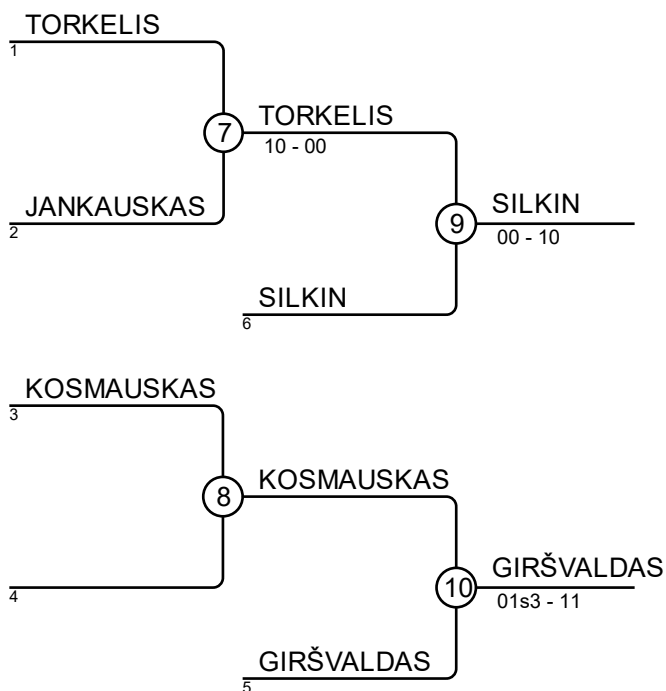 TORKELIS
1
7
TORKELIS
10 - 00
JANKAUSKAS
2
9
SILKIN
00 - 10
SILKIN
6
KOSMAUSKAS
3
8
KOSMAUSKAS
4
10
GIRŠVALDAS
01s3 - 11
GIRŠVALDAS
5